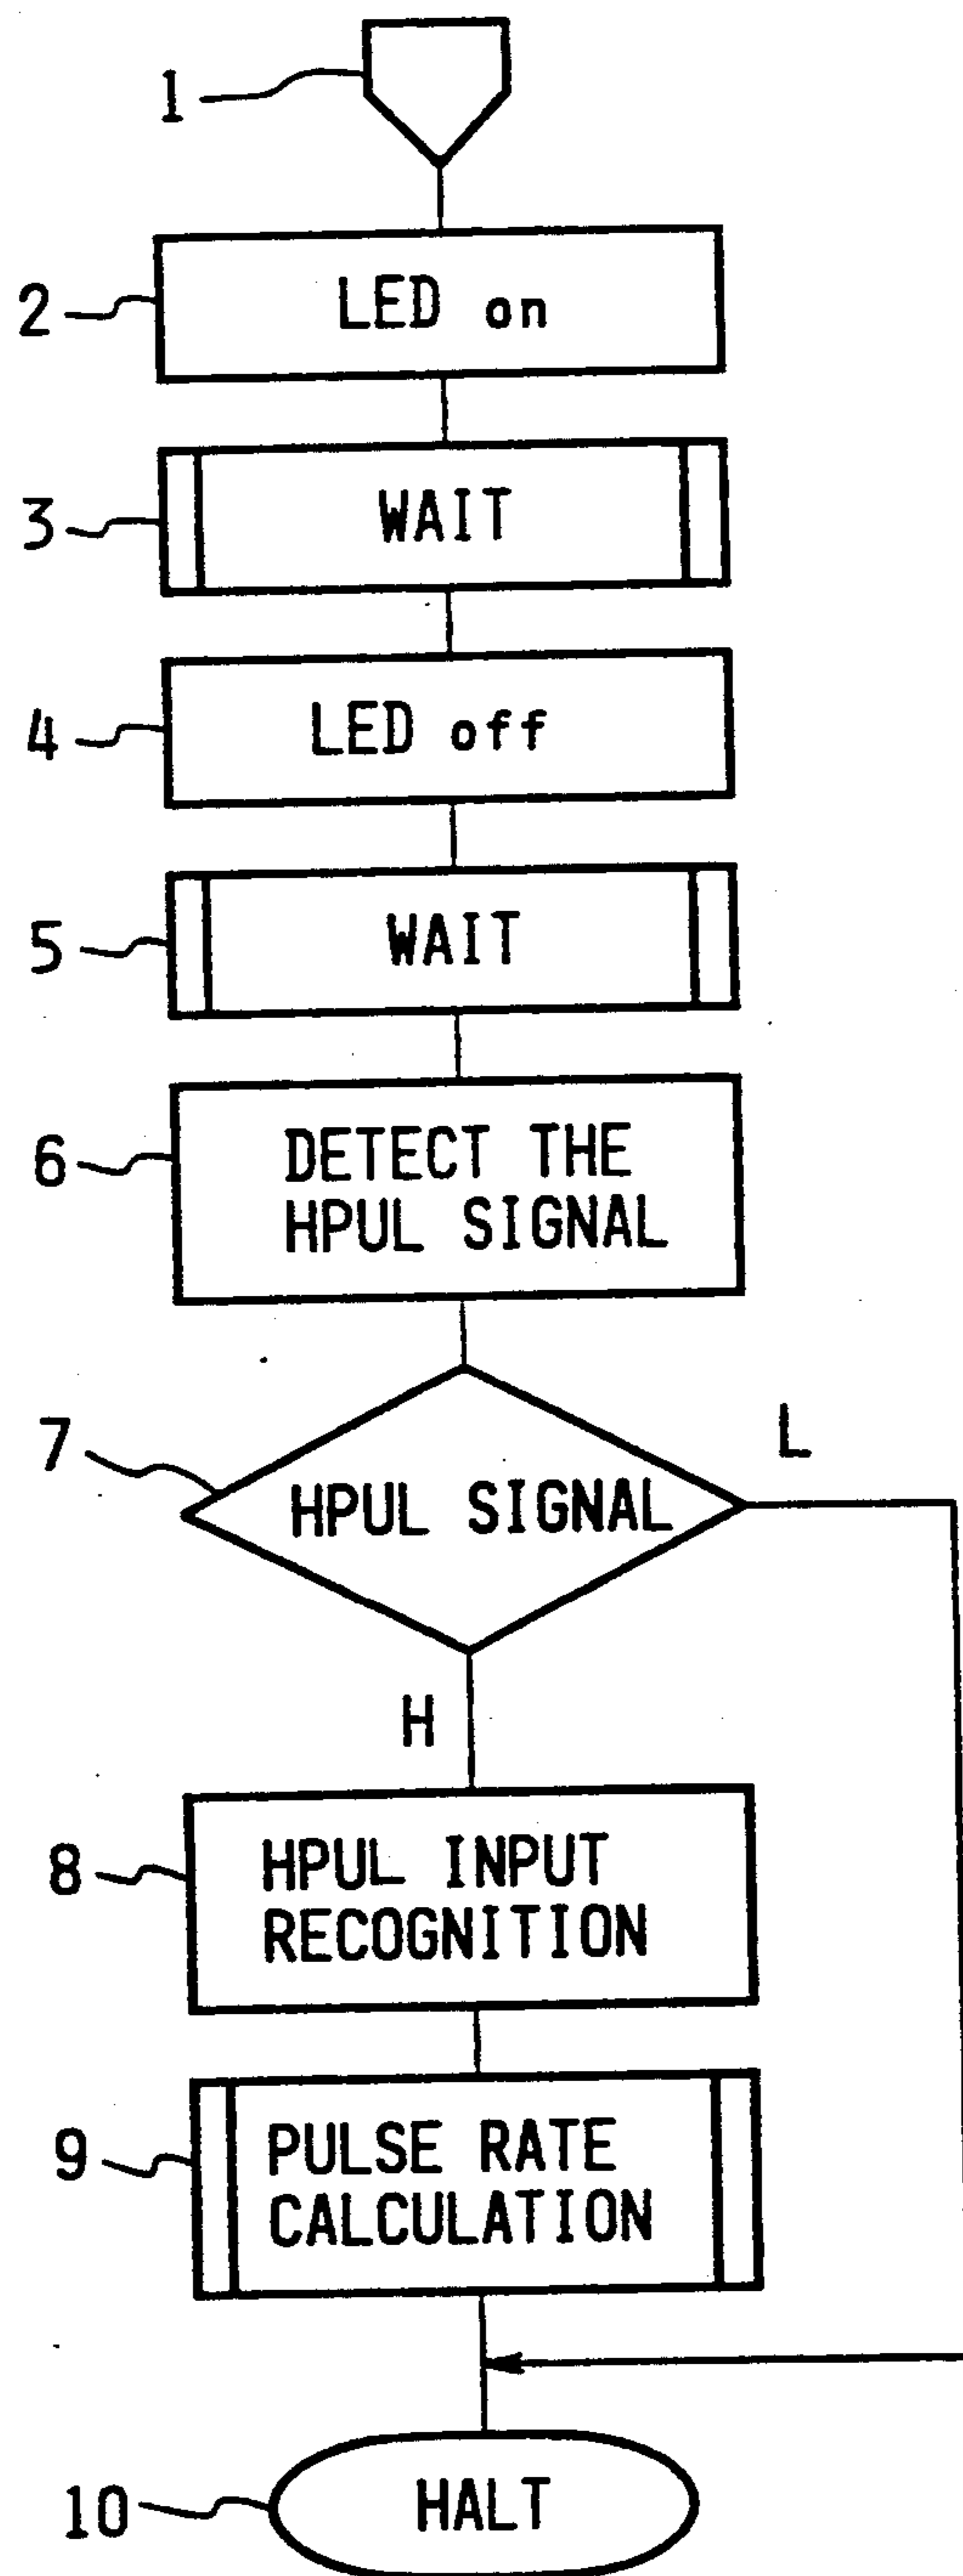 1
2
LED on
3
WAIT
4
LED off
5
WAIT
6
DETECT THE
HPUL SIGNAL
7
HPUL SIGNAL
L
H
8
HPUL INPUT
RECOGNITION
9
PULSE RATE
CALCULATION
10
HALT